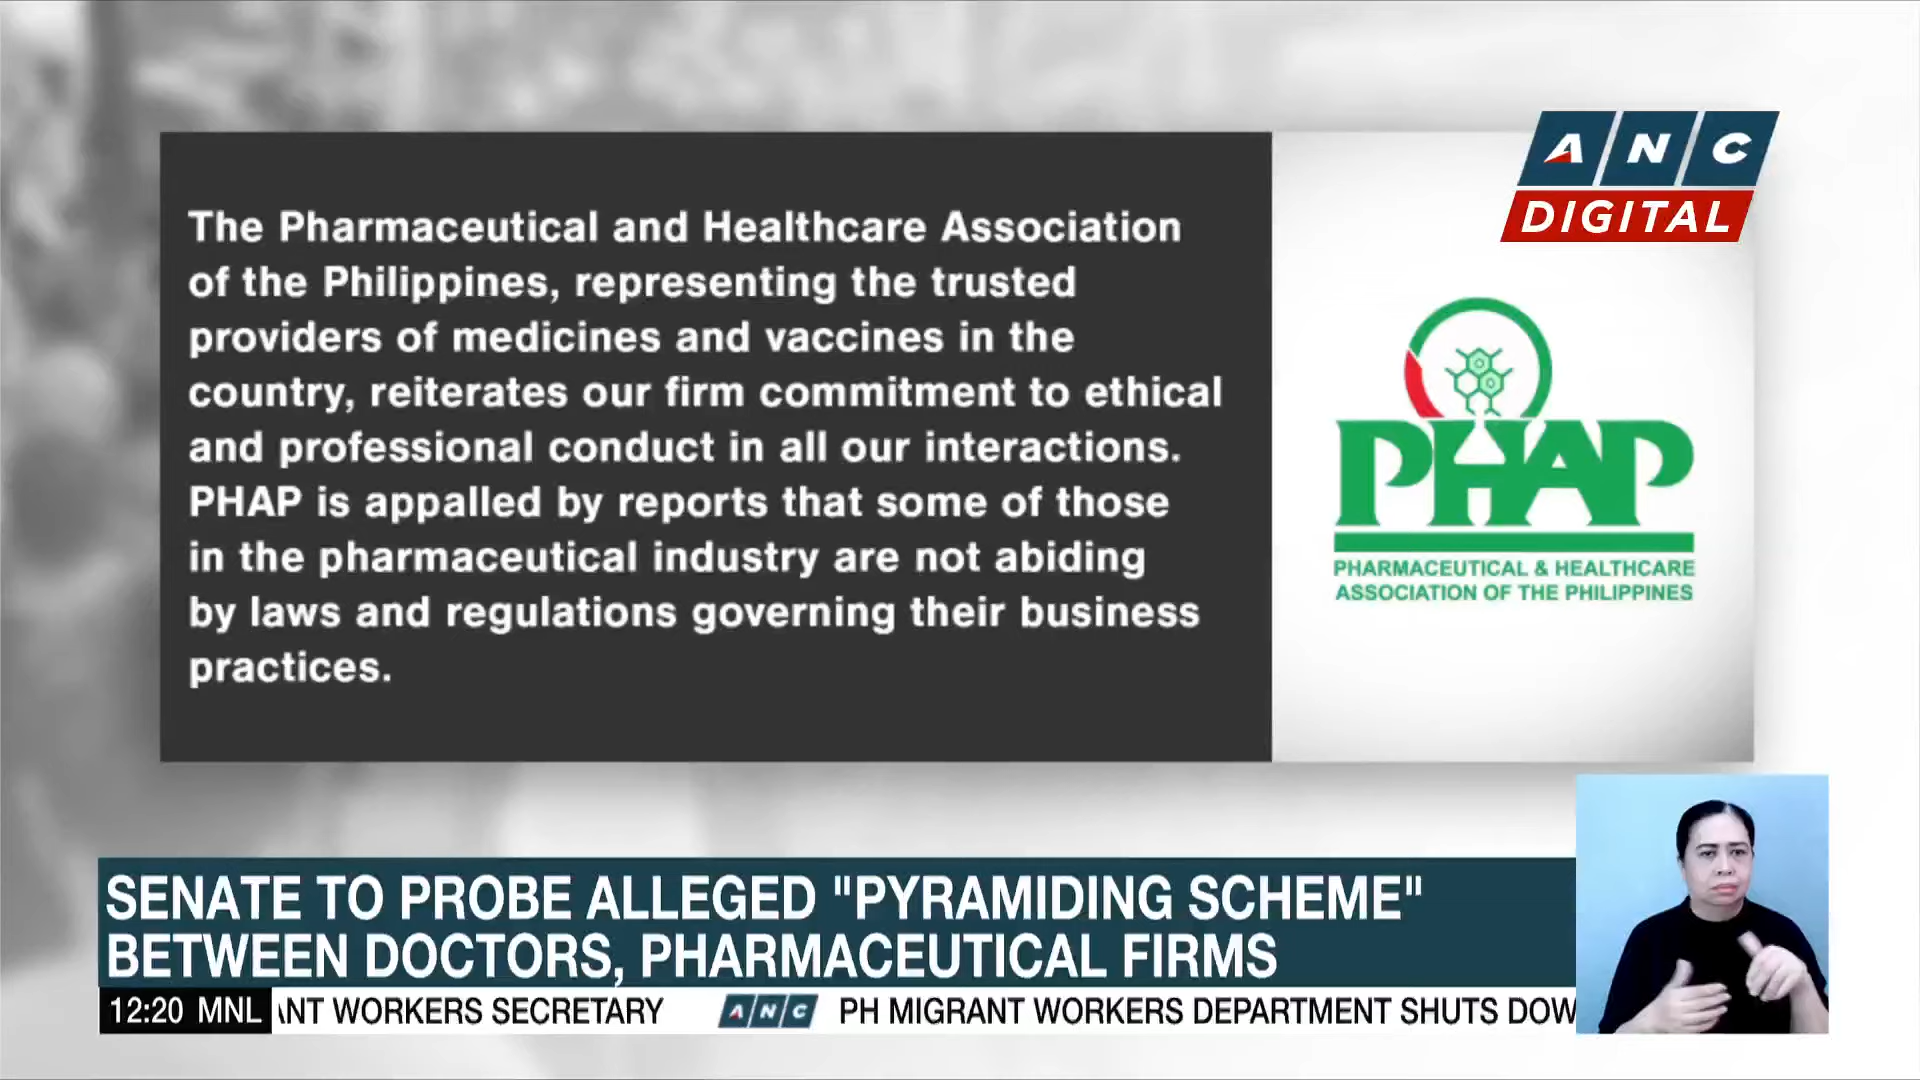 ANC
DIGITAL
The Pharmaceutical and Healthcare Association
of the Philippines, representing the trusted
providers of medicines and vaccines in the
country, reiterates our firm commitment to ethical
and professional conduct in all our interactions.
PHAP is appalled by reports that some of those
in the pharmaceutical industry are not abiding
by laws and regulations governing their business
practices.
PHAP
PHARMACEUTICAL & HEALTHCARE
ASSOCIATION OF THE PHILIPPINES
SENATE TO PROBE ALLEGED "PYRAMIDING SCHEME"
BETWEEN DOCTORS, PHARMACEUTICAL FIRMS
12:20 MNL WORKERS SECRETARY ANC PH MIGRANT WORKERS DEPARTMENT SHUTS